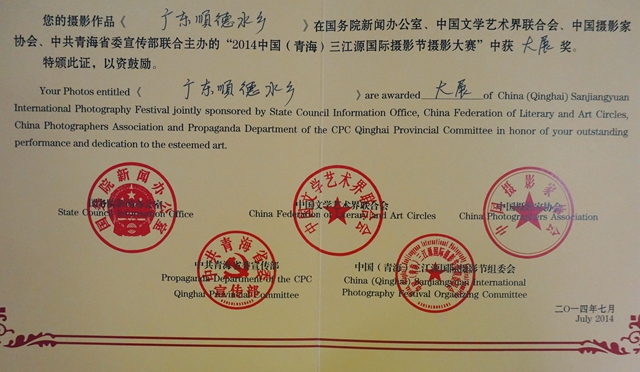 您的摄影作品《广东顺德水乡》在国务院新闻办公室、中国文学艺术界联合会、中国摄影家
协会、中共青海省委宣传部联合主办的“2014中国（青海）三江源国际摄影节摄影大赛”中获 大展 奖。
特颁此证，以资鼓励。
Your Photos entitled《广东順德水乡》are awarded 大展 of China (Qinghai) Sanjiangyuan
International Photography Festival jointly sponsored by State Council Information Office, China Federation of Literary and Art Circles,
China Photographers Association and Propaganda Department of the CPC Qinghai Provincial Committee in honor of your outstanding
performance and dedication to the esteemed art.
国务院新闻办公室
State Council Information Office
中国文学艺术界联合会
China Federation of Literary and Art Circles
中国摄影家协会
China Photographers Association
中共青海省委宣传部
Propaganda Department of the CPC
Qinghai Provincial Committee
中国（青海）三江源国际摄影节组委会
China (Qinghai) Sanjiangyuan International
Photography Festival Organizing Committee
二〇一四年七月
July 2014